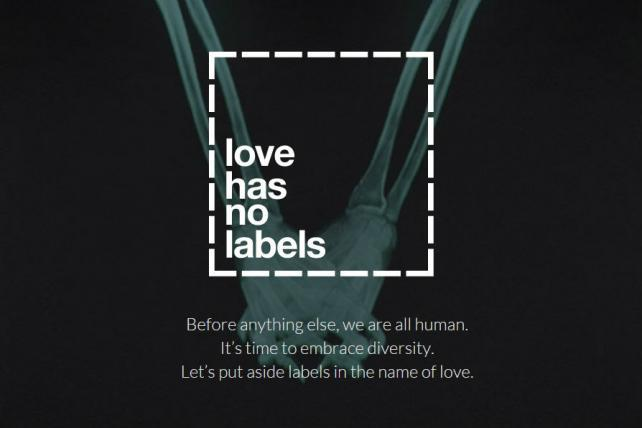 love
has
no
labels
Before anything else, we are all human.
It's time to embrace diversity.
Let's put aside labels in the name of love.